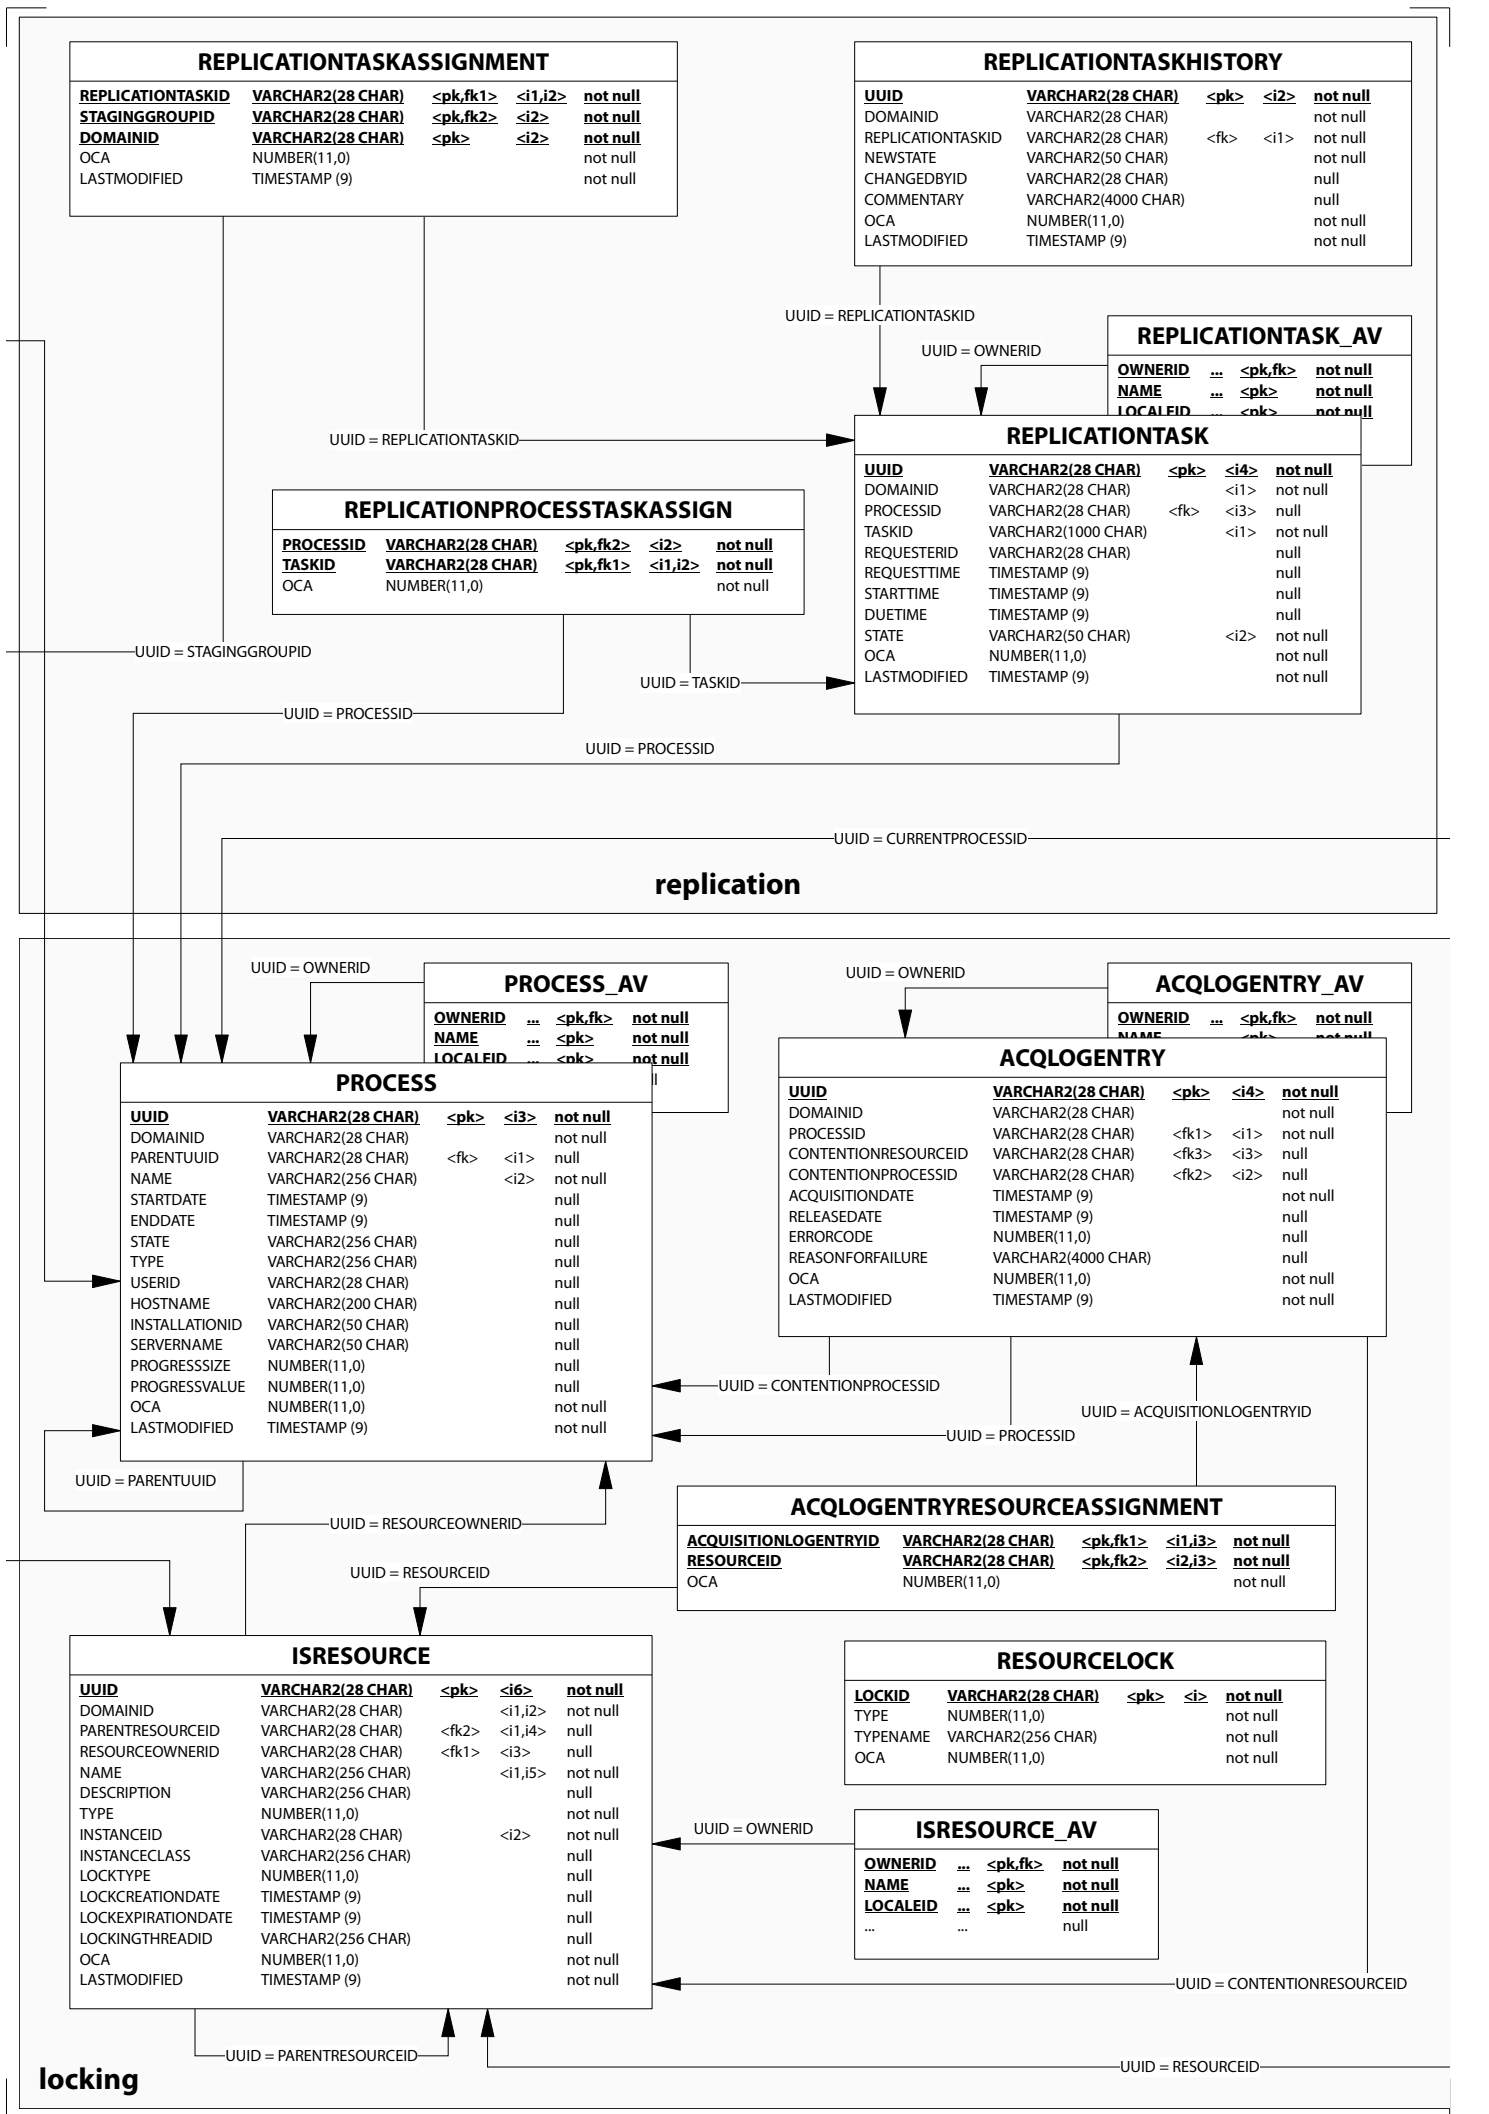 REPLICATIONTASKASSIGNMENT
REPLICATIONTASKID VARCHAR2(28 CHAR) <pk,fk1> <i1,i2> not null
STAGINGGROUPID VARCHAR2(28 CHAR) <pk,fk2> <i2> not null
DOMAINID VARCHAR2(28 CHAR) <pk> <i2> not null
OCA NUMBER(11,0) not null
LASTMODIFIED TIMESTAMP (9) not null
REPLICATIONTASKHISTORY
UUID VARCHAR2(28 CHAR) <pk> <i2> not null
DOMAINID VARCHAR2(28 CHAR) not null
REPLICATIONTASKID VARCHAR2(28 CHAR) <fk> <i1> not null
NEWSTATE VARCHAR2(50 CHAR) not null
CHANGEDBYID VARCHAR2(28 CHAR) null
COMMENTARY VARCHAR2(4000 CHAR) null
OCA NUMBER(11,0) not null
LASTMODIFIED TIMESTAMP (9) not null
UUID = REPLICATIONTASKID
UUID = OWNERID
REPLICATIONTASK_AV
OWNERID ... <pk,fk> not null
NAME ... <pk> not null
LOCALEID ... <pk> not null
UUID = REPLICATIONTASKID
REPLICATIONTASK
UUID VARCHAR2(28 CHAR) <pk> <i4> not null
DOMAINID VARCHAR2(28 CHAR) <i1> not null
PROCESSID VARCHAR2(28 CHAR) <fk> <i3> null
TASKID VARCHAR2(1000 CHAR) <i1> not null
REQUESTERID VARCHAR2(28 CHAR) null
REQUESTTIME TIMESTAMP (9) null
STARTTIME TIMESTAMP (9) null
DUETIME TIMESTAMP (9) null
STATE VARCHAR2(50 CHAR) <i2> not null
OCA NUMBER(11,0) not null
LASTMODIFIED TIMESTAMP (9) not null
REPLICATIONPROCESSTASKASSIGN
PROCESSID VARCHAR2(28 CHAR) <pk,fk2> <i2> not null
TASKID VARCHAR2(28 CHAR) <pk,fk1> <i1,i2> not null
OCA NUMBER(11,0) not null
UUID = STAGINGGROUPID
UUID = TASKID
UUID = PROCESSID
UUID = PROCESSID
UUID = CURRENTPROCESSID
replication
UUID = OWNERID
PROCESS_AV
OWNERID ... <pk,fk> not null
NAME ... <pk> not null
LOCALEID ... <pk> not null
UUID = OWNERID
ACQLOGENTRY_AV
OWNERID ... <pk,fk> not null
NAME ... <pk> not null
PROCESS
UUID VARCHAR2(28 CHAR) <pk> <i3> not null
DOMAINID VARCHAR2(28 CHAR) not null
PARENTUUID VARCHAR2(28 CHAR) <fk> <i1> null
NAME VARCHAR2(256 CHAR) <i2> not null
STARTDATE TIMESTAMP (9) null
ENDDATE TIMESTAMP (9) null
STATE VARCHAR2(256 CHAR) null
TYPE VARCHAR2(256 CHAR) null
USERID VARCHAR2(28 CHAR) null
HOSTNAME VARCHAR2(200 CHAR) null
INSTALLATIONID VARCHAR2(50 CHAR) null
SERVERNAME VARCHAR2(50 CHAR) null
PROGRESSSIZE NUMBER(11,0) null
PROGRESSVALUE NUMBER(11,0) null
OCA NUMBER(11,0) not null
LASTMODIFIED TIMESTAMP (9) not null
ACQLOGENTRY
UUID VARCHAR2(28 CHAR) <pk> <i4> not null
DOMAINID VARCHAR2(28 CHAR) not null
PROCESSID VARCHAR2(28 CHAR) <fk1> <i1> not null
CONTENTIONRESOURCEID VARCHAR2(28 CHAR) <fk3> <i3> null
CONTENTIONPROCESSID VARCHAR2(28 CHAR) <fk2> <i2> null
ACQUISITIONDATE TIMESTAMP (9) not null
RELEASEDATE TIMESTAMP (9) null
ERRORCODE NUMBER(11,0) null
REASONFORFAILURE VARCHAR2(4000 CHAR) null
OCA NUMBER(11,0) not null
LASTMODIFIED TIMESTAMP (9) not null
UUID = CONTENTIONPROCESSID
UUID = ACQUISITIONLOGENTRYID
UUID = PROCESSID
UUID = PARENTUUID
UUID = RESOURCEOWNERID
ACQLOGENTRYRESOURCEASSIGNMENT
ACQUISITIONLOGENTRYID VARCHAR2(28 CHAR) <pk,fk1> <i1,i3> not null
RESOURCEID VARCHAR2(28 CHAR) <pk,fk2> <i2,i3> not null
OCA NUMBER(11,0) not null
UUID = RESOURCEID
ISRESOURCE
UUID VARCHAR2(28 CHAR) <pk> <i6> not null
DOMAINID VARCHAR2(28 CHAR) <i1,i2> not null
PARENTRESOURCEID VARCHAR2(28 CHAR) <fk2> <i1,i4> null
RESOURCEOWNERID VARCHAR2(28 CHAR) <fk1> <i3> null
NAME VARCHAR2(256 CHAR) <i1,i5> not null
DESCRIPTION VARCHAR2(256 CHAR) null
TYPE NUMBER(11,0) not null
INSTANCEID VARCHAR2(28 CHAR) <i2> not null
INSTANCECLASS VARCHAR2(256 CHAR) null
LOCKTYPE NUMBER(11,0) null
LOCKCREATIONDATE TIMESTAMP (9) null
LOCKEXPIRATIONDATE TIMESTAMP (9) null
LOCKINGTHREADID VARCHAR2(256 CHAR) null
OCA NUMBER(11,0) not null
LASTMODIFIED TIMESTAMP (9) not null
RESOURCELOCK
LOCKID VARCHAR2(28 CHAR) <pk> <i> not null
TYPE NUMBER(11,0) not null
TYPENAME VARCHAR2(256 CHAR) not null
OCA NUMBER(11,0) not null
UUID = OWNERID
ISRESOURCE_AV
OWNERID ... <pk,fk> not null
NAME ... <pk> not null
LOCALEID ... <pk> not null
... ... null
UUID = CONTENTIONRESOURCEID
UUID = PARENTRESOURCEID
UUID = RESOURCEID
locking